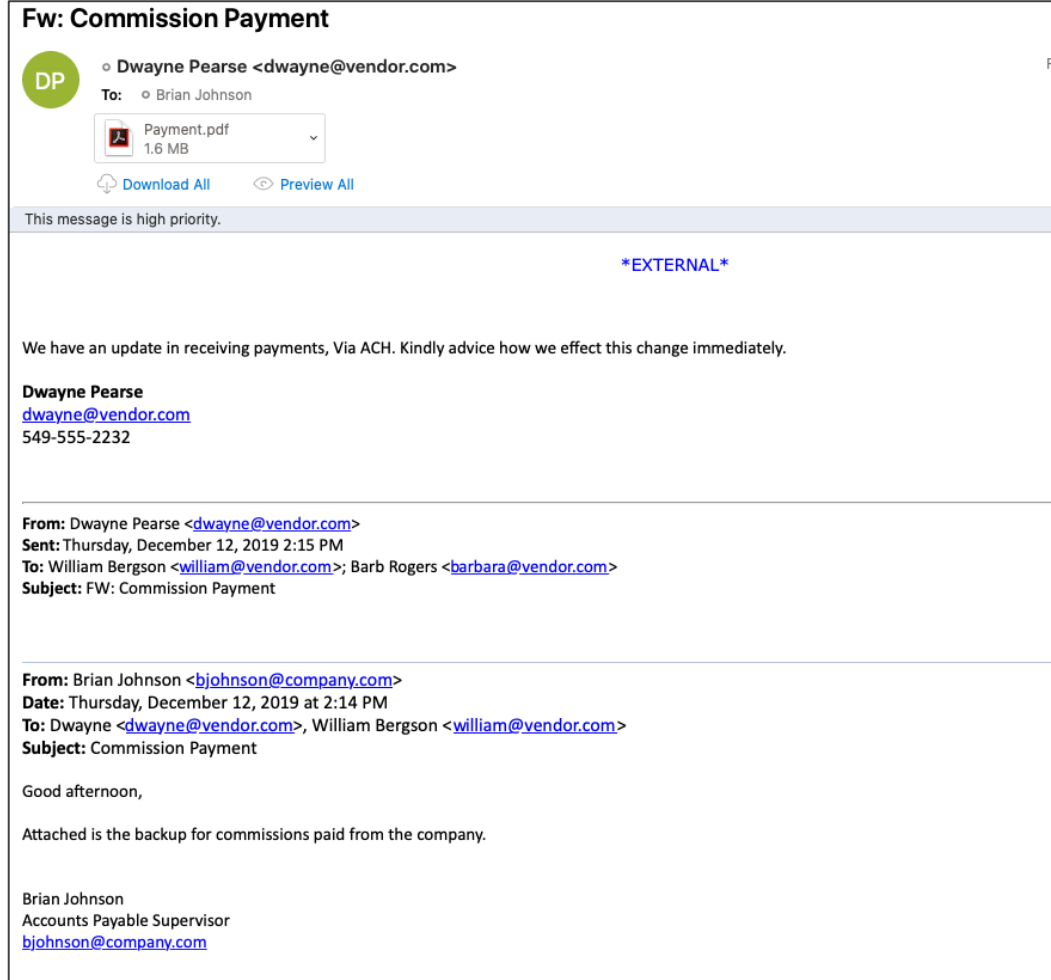 Fw: Commission Payment
DP
Dwayne Pearse <dwayne@vendor.com>
To: Brian Johnson
Payment.pdf
1.6 MB
Download All Preview All
This message is high priority.
*EXTERNAL*
We have an update in receiving payments, Via ACH. Kindly advice how we effect this change immediately.
Dwayne Pearse
dwayne@vendor.com
549-555-2232
From: Dwayne Pearse <dwayne@vendor.com>
Sent: Thursday, December 12, 2019 2:15 PM
To: William Bergson <william@vendor.com>; Barb Rogers <barbara@vendor.com>
Subject: FW: Commission Payment
From: Brian Johnson <bjohnson@company.com>
Date: Thursday, December 12, 2019 at 2:14 PM
To: Dwayne <dwayne@vendor.com>, William Bergson <william@vendor.com>
Subject: Commission Payment
Good afternoon,
Attached is the backup for commissions paid from the company.
Brian Johnson
Accounts Payable Supervisor
bjohnson@company.com